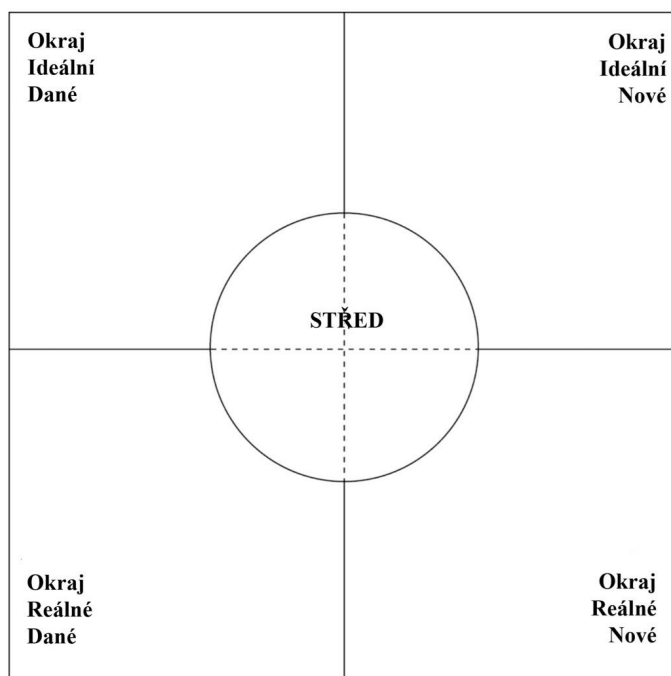 Okraj
Ideální
Dané
Okraj
Ideální
Nové
STŘED
Okraj
Reálné
Dané
Okraj
Reálné
Nové